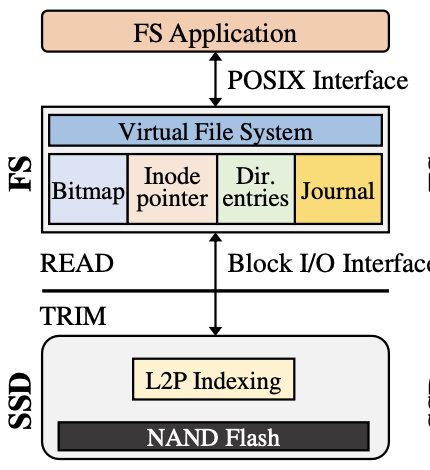 FS Application
POSIX Interface
FS
Virtual File System
Bitmap
Inode pointer
Dir. entries
Journal
READ
Block I/O Interface
TRIM
SSD
L2P Indexing
NAND Flash